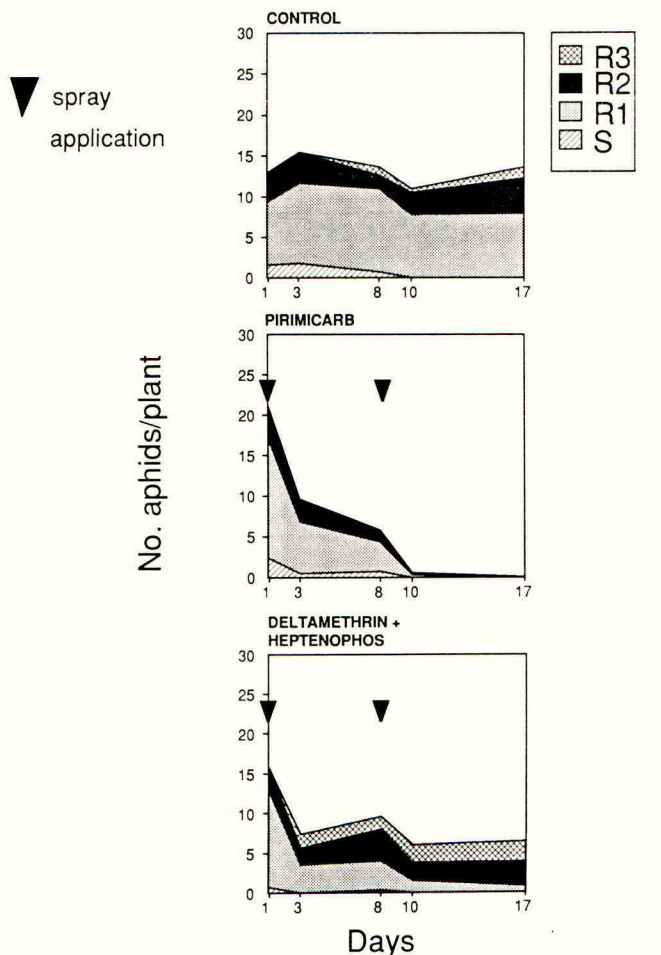 CONTROL
30
25
20
15
10
5
0
1 3 8 10 17
spray
application
R3
R2
R1
S
PIRIMICARB
30
25
20
15
10
5
0
1 3 8 10 17
No. aphids/plant
DELTAMETHRIN +
HEPTENOPHOS
30
25
20
15
10
5
0
1 3 8 10 17
Days